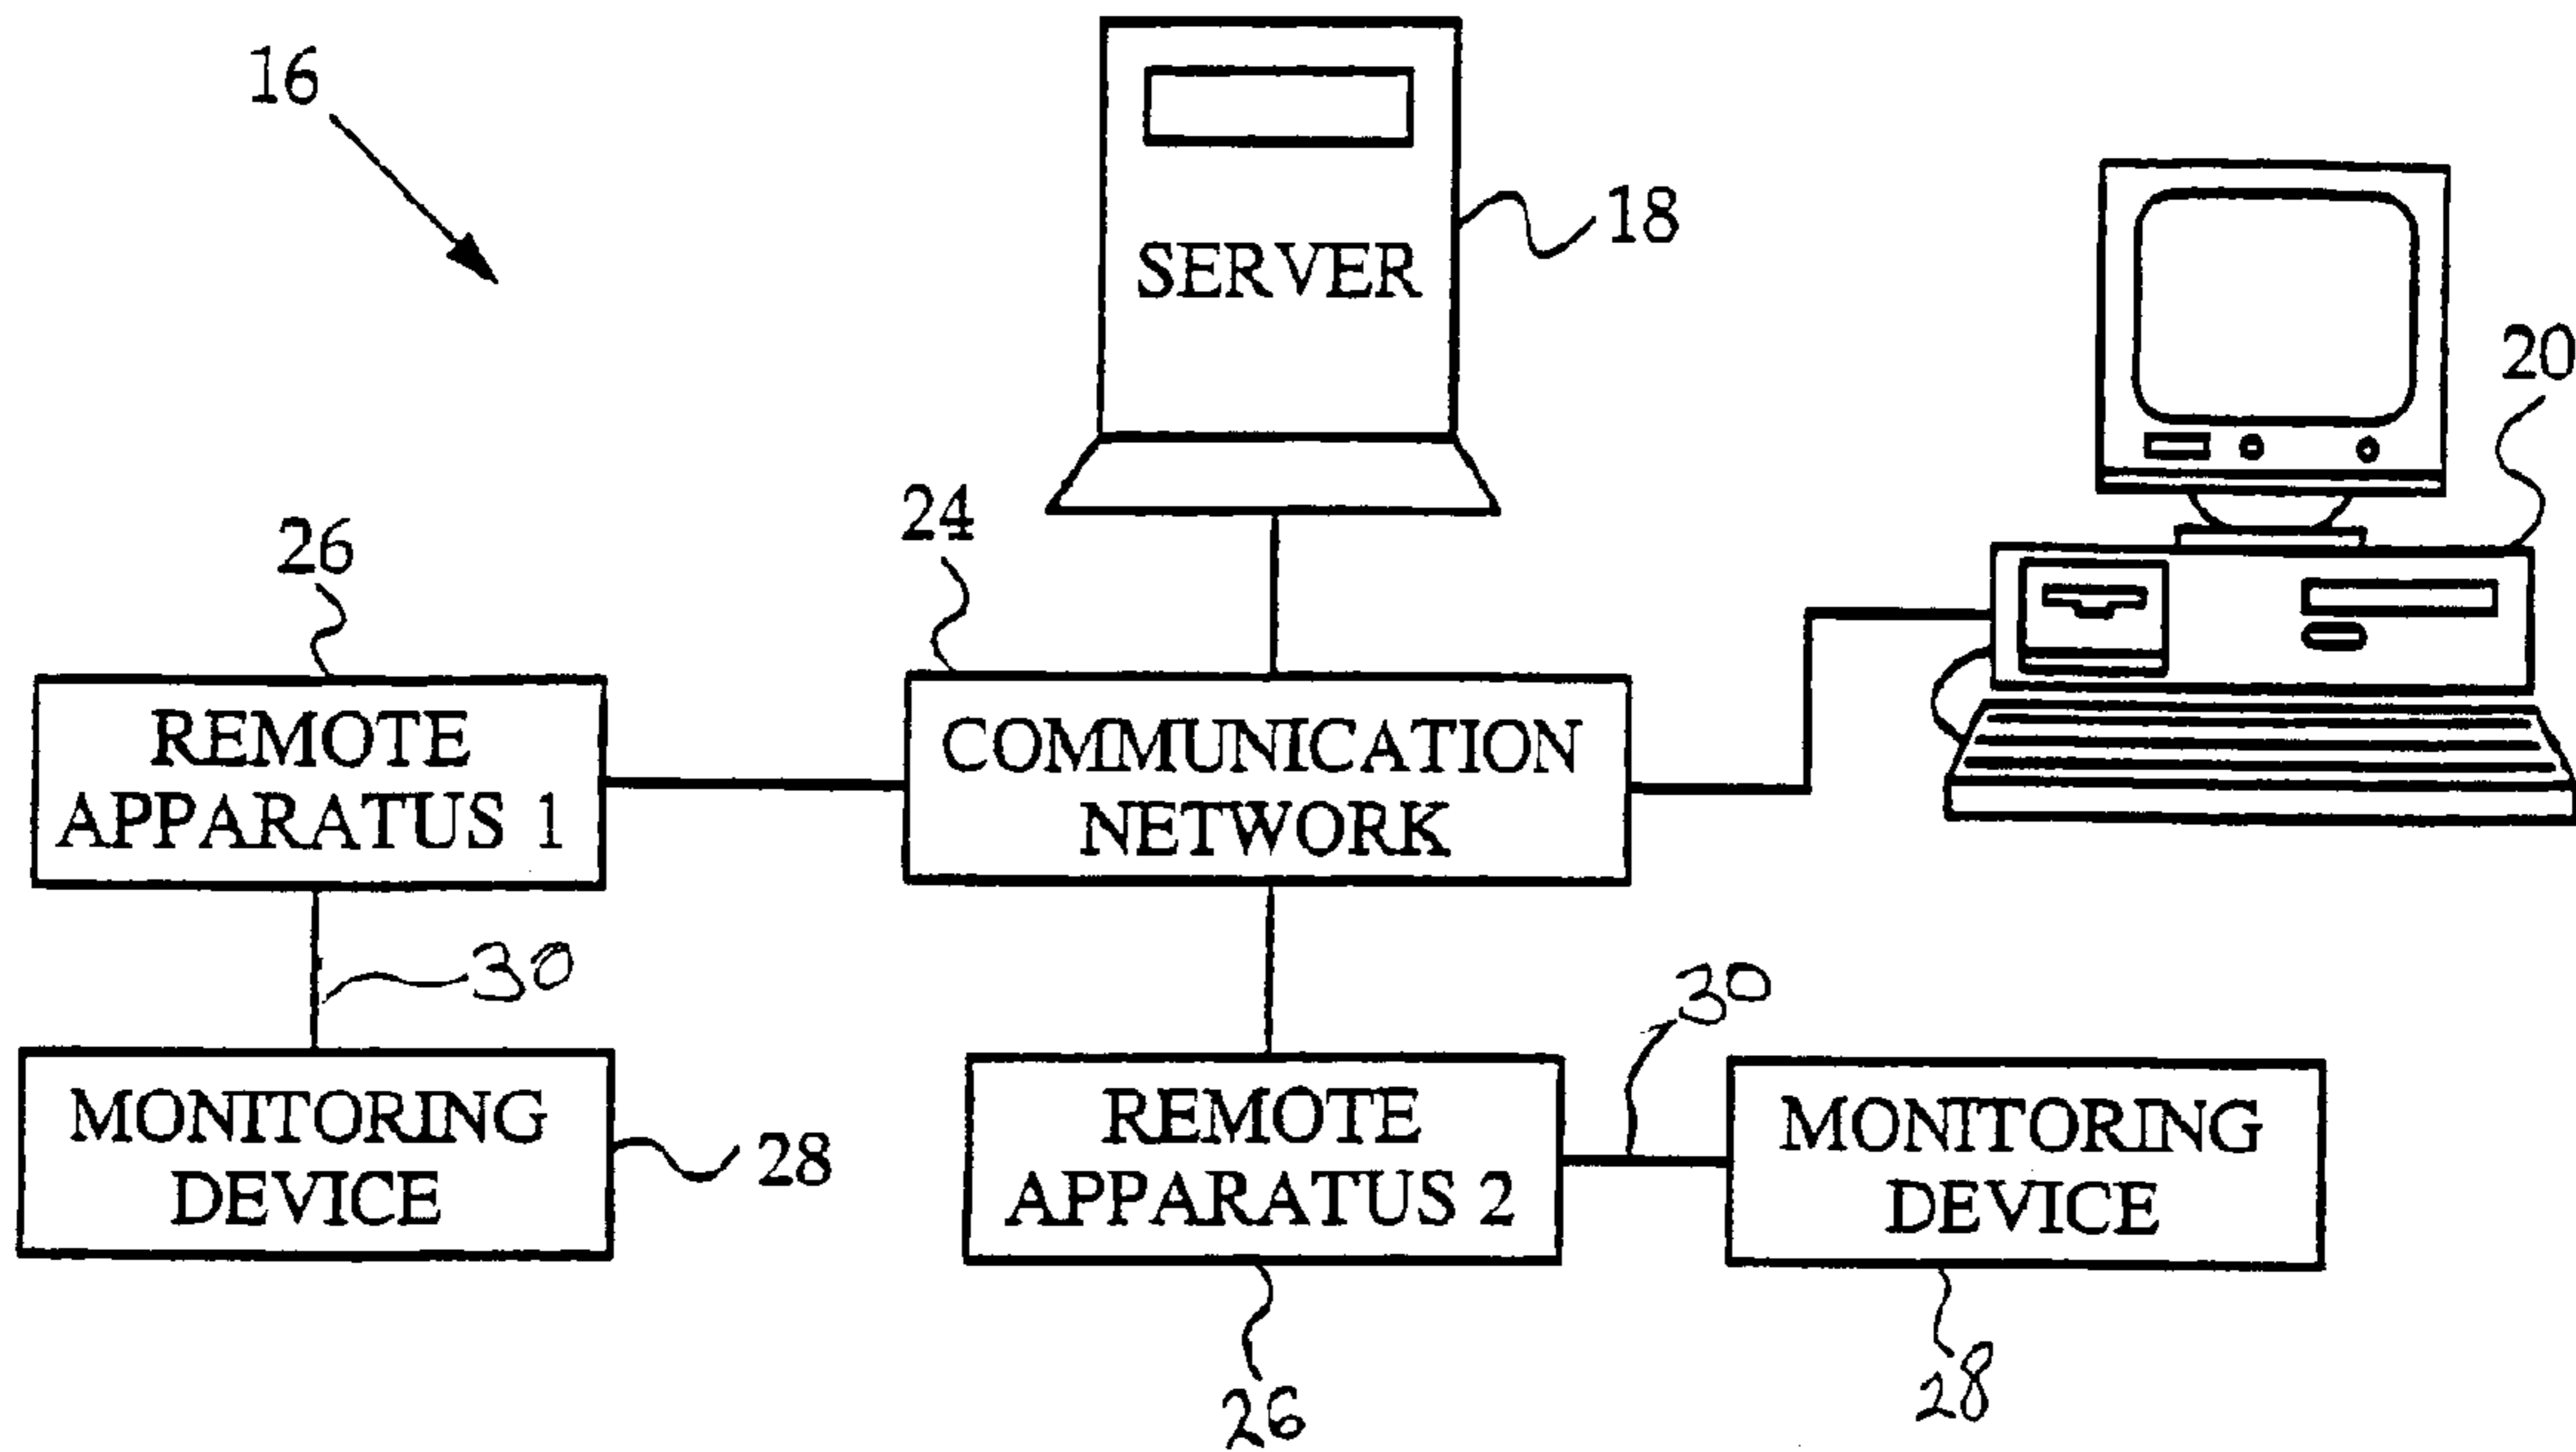 16
SERVER
18
20
24
26
REMOTE
APPARATUS 1
COMMUNICATION
NETWORK
30
30
MONITORING
DEVICE
28
REMOTE
APPARATUS 2
MONITORING
DEVICE
26
28